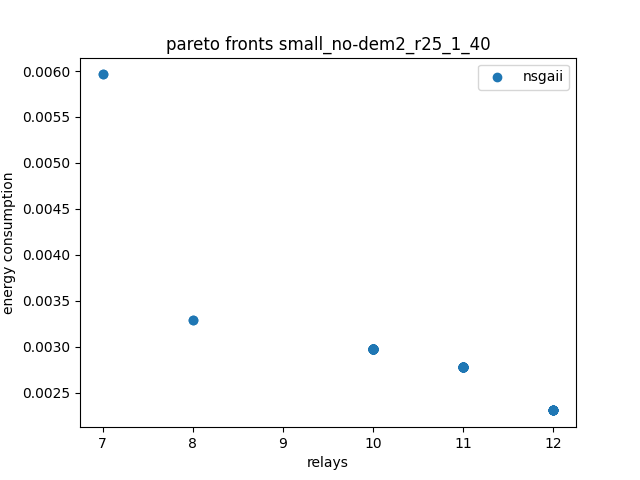 pareto fronts small_no-dem2_r25_1_40
nsgaii
0.0060
0.0055
0.0050
0.0045
0.0040
0.0035
0.0030
0.0025
energy consumption
7 8 9 10 11 12
relays